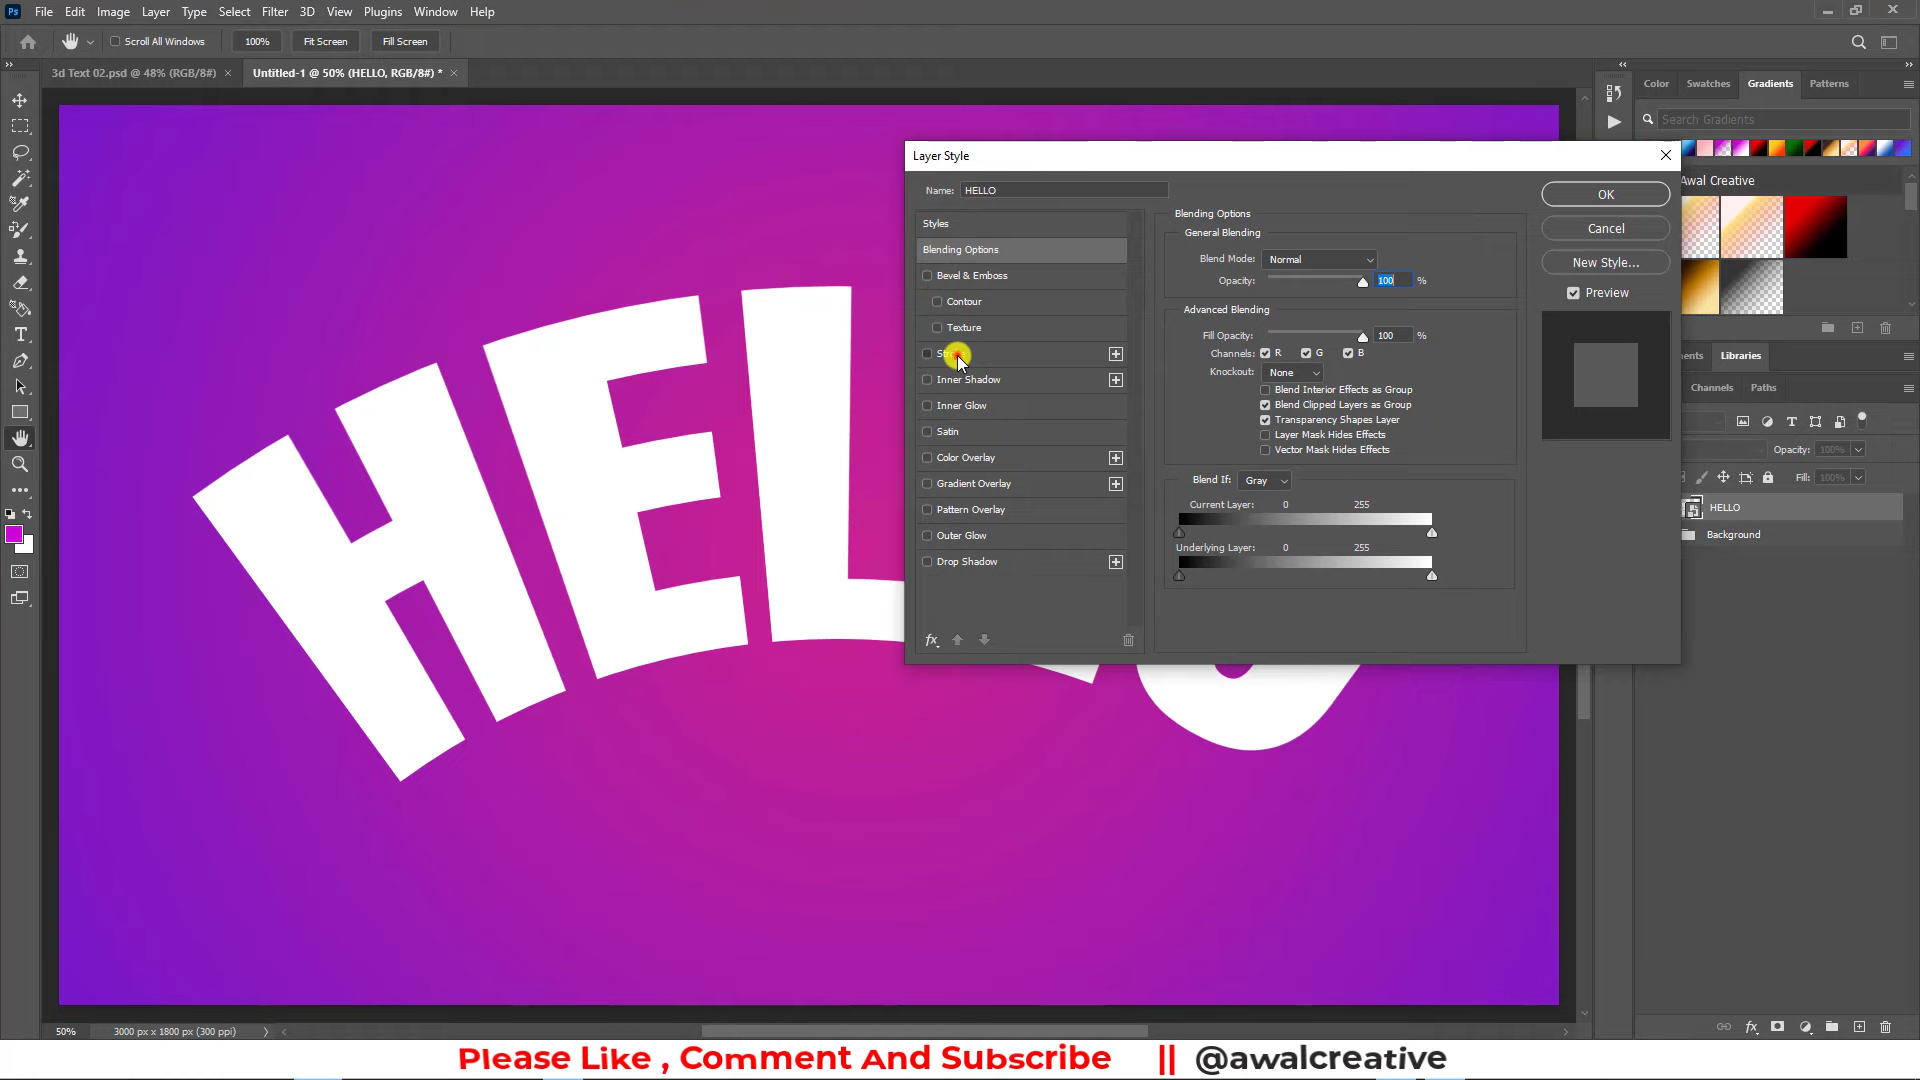 Ps File Edit Image Layer Type Select Filter 3D View Plugins Window Help
Scroll All Windows 100% Fit Screen Fill Screen
3d Text 02.psd @ 48% (RGB/8#) × Untitled-1 @ 50% (HELLO, RGB/8#) * ×
Color Swatches Gradients Patterns
Search Gradients
Awal Creative
Layer Style
Name: HELLO
Styles
Blending Options
Bevel & Emboss
Contour
Texture
Inner Shadow
Inner Glow
Satin
Color Overlay
Gradient Overlay
Pattern Overlay
Outer Glow
Drop Shadow
fx
Blending Options
General Blending
Blend Mode: Normal
Opacity: 100 %
Advanced Blending
Fill Opacity: 100 %
Channels: R G B
Knockout: None
Blend Interior Effects as Group
Blend Clipped Layers as Group
Transparency Shapes Layer
Layer Mask Hides Effects
Vector Mask Hides Effects
Blend If: Gray
Current Layer: 0 255
Underlying Layer: 0 255
OK
Cancel
New Style...
Preview
Libraries
Channels Paths
Opacity: 100%
Fill: 100%
HELLO
Background
HEL
50% 3000 px x 1800 px (300 ppi)
fx
Please Like , Comment And Subscribe || @awalcreative